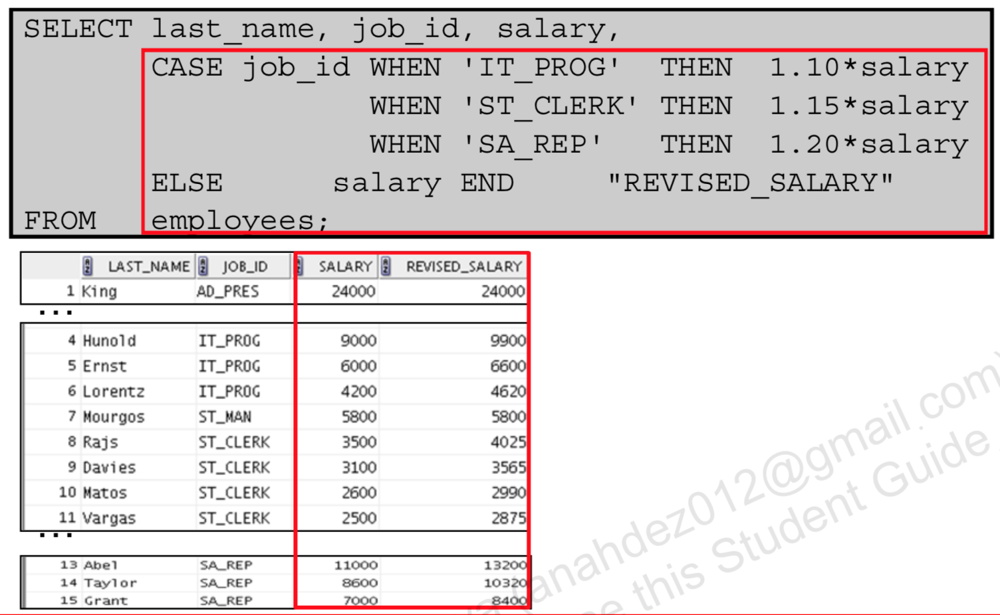 SELECT last_name, job_id, salary,
CASE job_id WHEN 'IT_PROG' THEN 1.10*salary
WHEN 'ST_CLERK' THEN 1.15*salary
WHEN 'SA_REP' THEN 1.20*salary
ELSE salary END "REVISED_SALARY"
FROM employees;
LAST_NAME JOB_ID SALARY REVISED_SALARY
1 King AD_PRES 24000 24000
...
4 Hunold IT_PROG 9000 9900
5 Ernst IT_PROG 6000 6600
6 Lorentz IT_PROG 4200 4620
7 Mourgos ST_MAN 5800 5800
8 Rajs ST_CLERK 3500 4025
9 Davies ST_CLERK 3100 3565
10 Matos ST_CLERK 2600 2990
11 Vargas ST_CLERK 2500 2875
...
13 Abel SA_REP 11000 13200
14 Taylor SA_REP 8600 10320
15 Grant SA_REP 7000 8400
(anahdez012@gmail.com)
this Student Guide